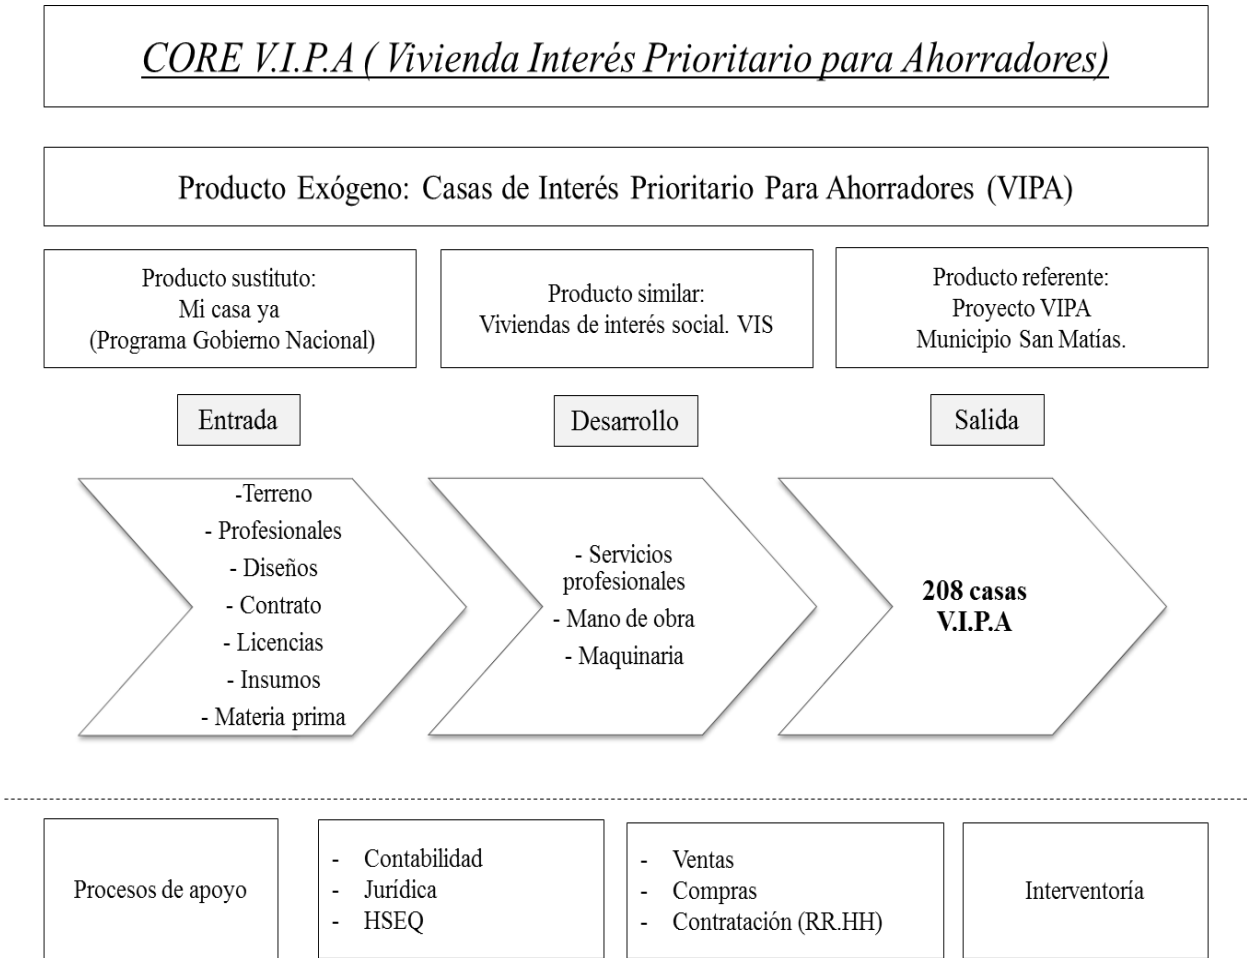 CORE V.I.P.A ( Vivienda Interés Prioritario para Ahorradores)
Producto Exógeno: Casas de Interés Prioritario Para Ahorradores (VIPA)
Producto sustituto:
Mi casa ya
(Programa Gobierno Nacional)
Producto similar:
Viviendas de interés social. VIS
Producto referente:
Proyecto VIPA
Municipio San Matías.
Entrada
Desarrollo
Salida
-Terreno
- Profesionales
- Diseños
- Contrato
- Licencias
- Insumos
- Materia prima
- Servicios
profesionales
- Mano de obra
- Maquinaria
208 casas
V.I.P.A
Procesos de apoyo
- Contabilidad
- Jurídica
- HSEQ
- Ventas
- Compras
- Contratación (RR.HH)
Interventoría